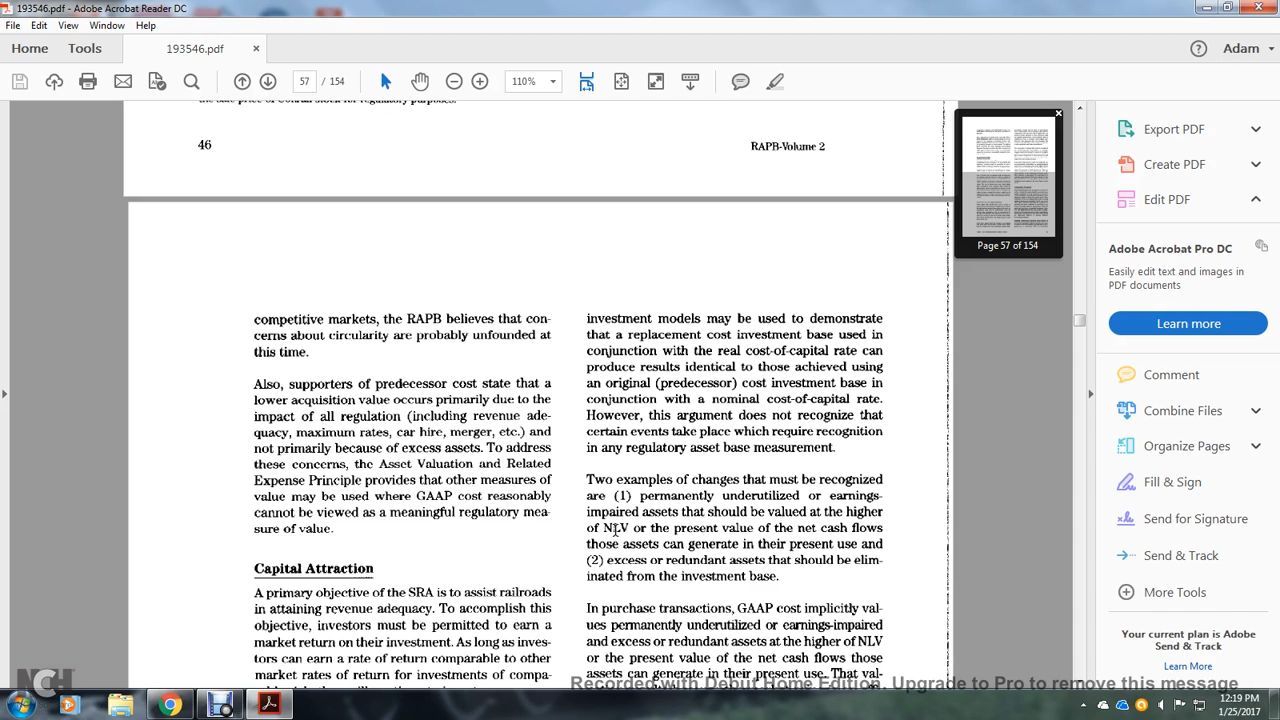 193546.pdf - Adobe Acrobat Reader DC
File Edit View Window Help
Home Tools 193546.pdf × Adam
57 / 154 110%
46 RAPB-Volume 2
competitive markets, the RAPB believes that con-
cerns about circularity are probably unfounded at
this time.
Also, supporters of predecessor cost state that a
lower acquisition value occurs primarily due to the
impact of all regulation (including revenue ade-
quacy, maximum rates, car hire, merger, etc.) and
not primarily because of excess assets. To address
these concerns, the Asset Valuation and Related
Expense Principle provides that other measures of
value may be used where GAAP cost reasonably
cannot be viewed as a meaningful regulatory mea-
sure of value.
Capital Attraction
A primary objective of the SRA is to assist railroads
in attaining revenue adequacy. To accomplish this
objective, investors must be permitted to earn a
market return on their investment. As long as inves-
tors can earn a rate of return comparable to other
market rates of return for investments of compa-
investment models may be used to demonstrate
that a replacement cost investment base used in
conjunction with the real cost-of-capital rate can
produce results identical to those achieved using
an original (predecessor) cost investment base in
conjunction with a nominal cost-of-capital rate.
However, this argument does not recognize that
certain events take place which require recognition
in any regulatory asset base measurement.
Two examples of changes that must be recognized
are (1) permanently underutilized or earnings-
impaired assets that should be valued at the higher
of NLV or the present value of the net cash flows
those assets can generate in their present use and
(2) excess or redundant assets that should be elim-
inated from the investment base.
In purchase transactions, GAAP cost implicitly val-
ues permanently underutilized or earnings-impaired
and excess or redundant assets at the higher of NLV
or the present value of the net cash flows those
assets can generate in their present use. That val-
Page 57 of 154
Export PDF
Create PDF
Edit PDF
Adobe Acrobat Pro DC
Easily edit text and images in
PDF documents
Learn more
Comment
Combine Files
Organize Pages
Fill & Sign
Send for Signature
Send & Track
More Tools
Your current plan is Adobe
Send & Track
Learn More
NCH
Recorded with Debut Home Edition. Upgrade to Pro to remove this message
12:19 PM
1/25/2017